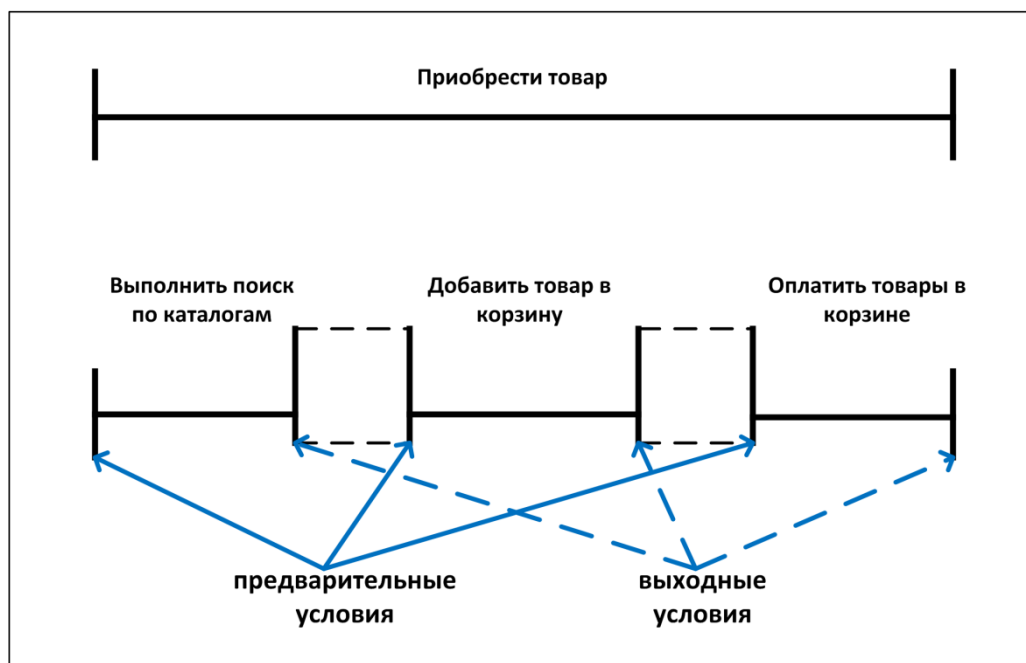 Приобрести товар
Выполнить поиск
по каталогам
Добавить товар в
корзину
Оплатить товары в
корзине
предварительные
условия
выходные
условия